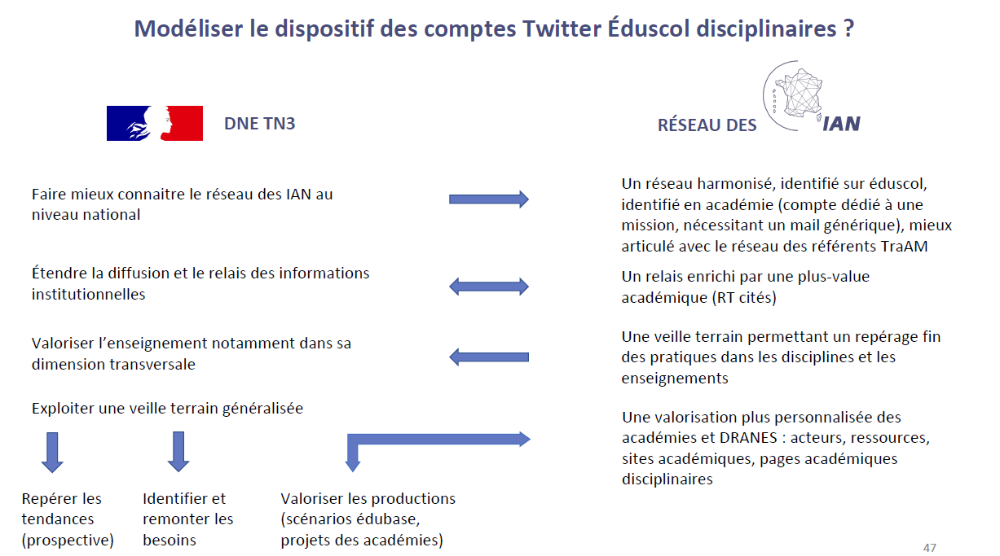 Modéliser le dispositif des comptes Twitter Éduscol disciplinaires ?
DNE TN3
RÉSEAU DES
IAN
Faire mieux connaitre le réseau des IAN au
niveau national
Un réseau harmonisé, identifié sur éduscol,
identifié en académie (compte dédié à une
mission, nécessitant un mail générique), mieux
articulé avec le réseau des référents TraAM
Étendre la diffusion et le relais des informations
institutionnelles
Un relais enrichi par une plus-value
académique (RT cités)
Valoriser l’enseignement notamment dans sa
dimension transversale
Une veille terrain permettant un repérage fin
des pratiques dans les disciplines et les
enseignements
Exploiter une veille terrain généralisée
Une valorisation plus personnalisée des
académies et DRANES : acteurs, ressources,
sites académiques, pages académiques
disciplinaires
Repérer les
tendances
(prospective)
Identifier et
remonter les
besoins
Valoriser les productions
(scénarios édubase,
projets des académies)
47